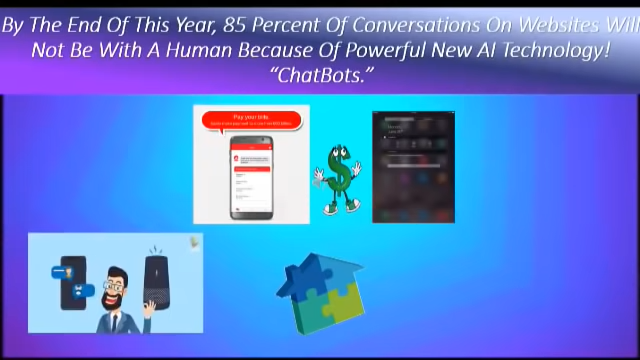 By The End Of This Year, 85 Percent Of Conversations On Websites Will
Not Be With A Human Because Of Powerful New AI Technology!
“ChatBots.”
Pay your bills.